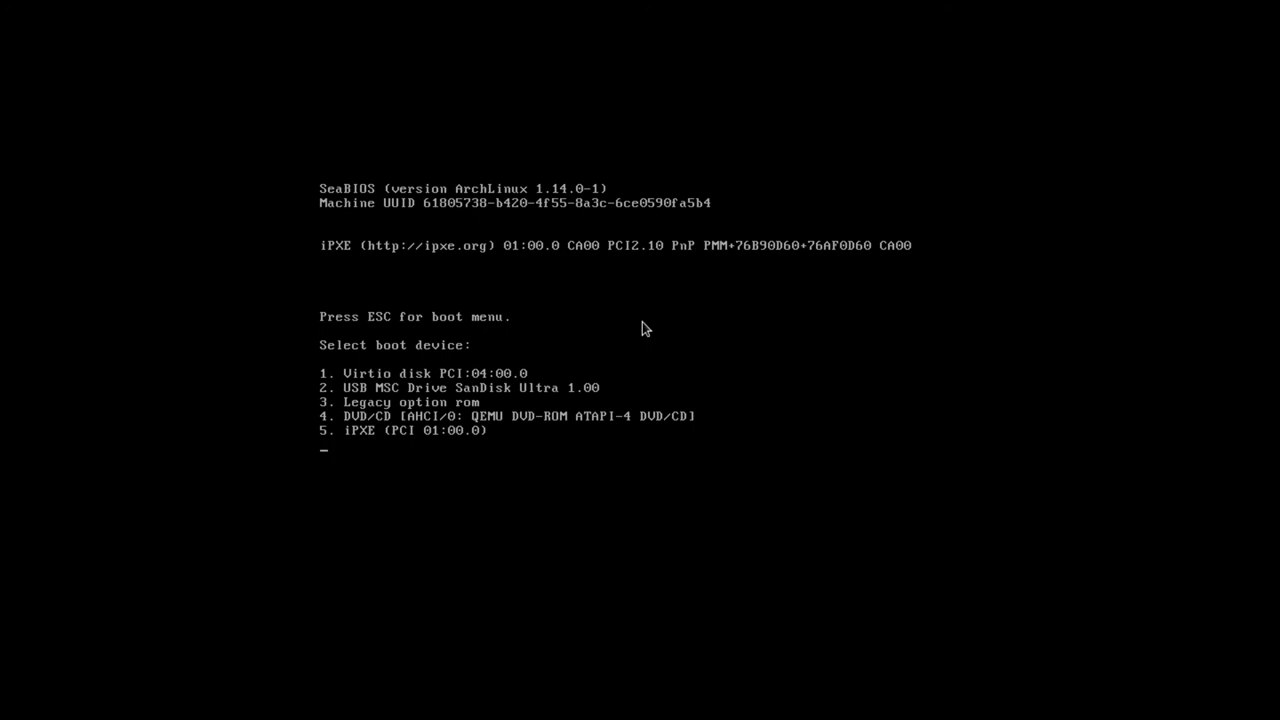 SeaBIOS (version ArchLinux 1.14.0-1)
Machine UUID 61805738-b420-4f55-8a3c-6ce0590fa5b4
iPXE (http://ipxe.org) 01:00.0 CA00 PCI2.10 PnP PMM+76B90D60+76AF0D60 CA00
Press ESC for boot menu.
Select boot device:
1. Virtio disk PCI:04:00.0
2. USB MSC Drive SanDisk Ultra 1.00
3. Legacy option rom
4. DVD/CD [AHCI/0: QEMU DVD-ROM ATAPI-4 DVD/CD]
5. iPXE (PCI 01:00.0)